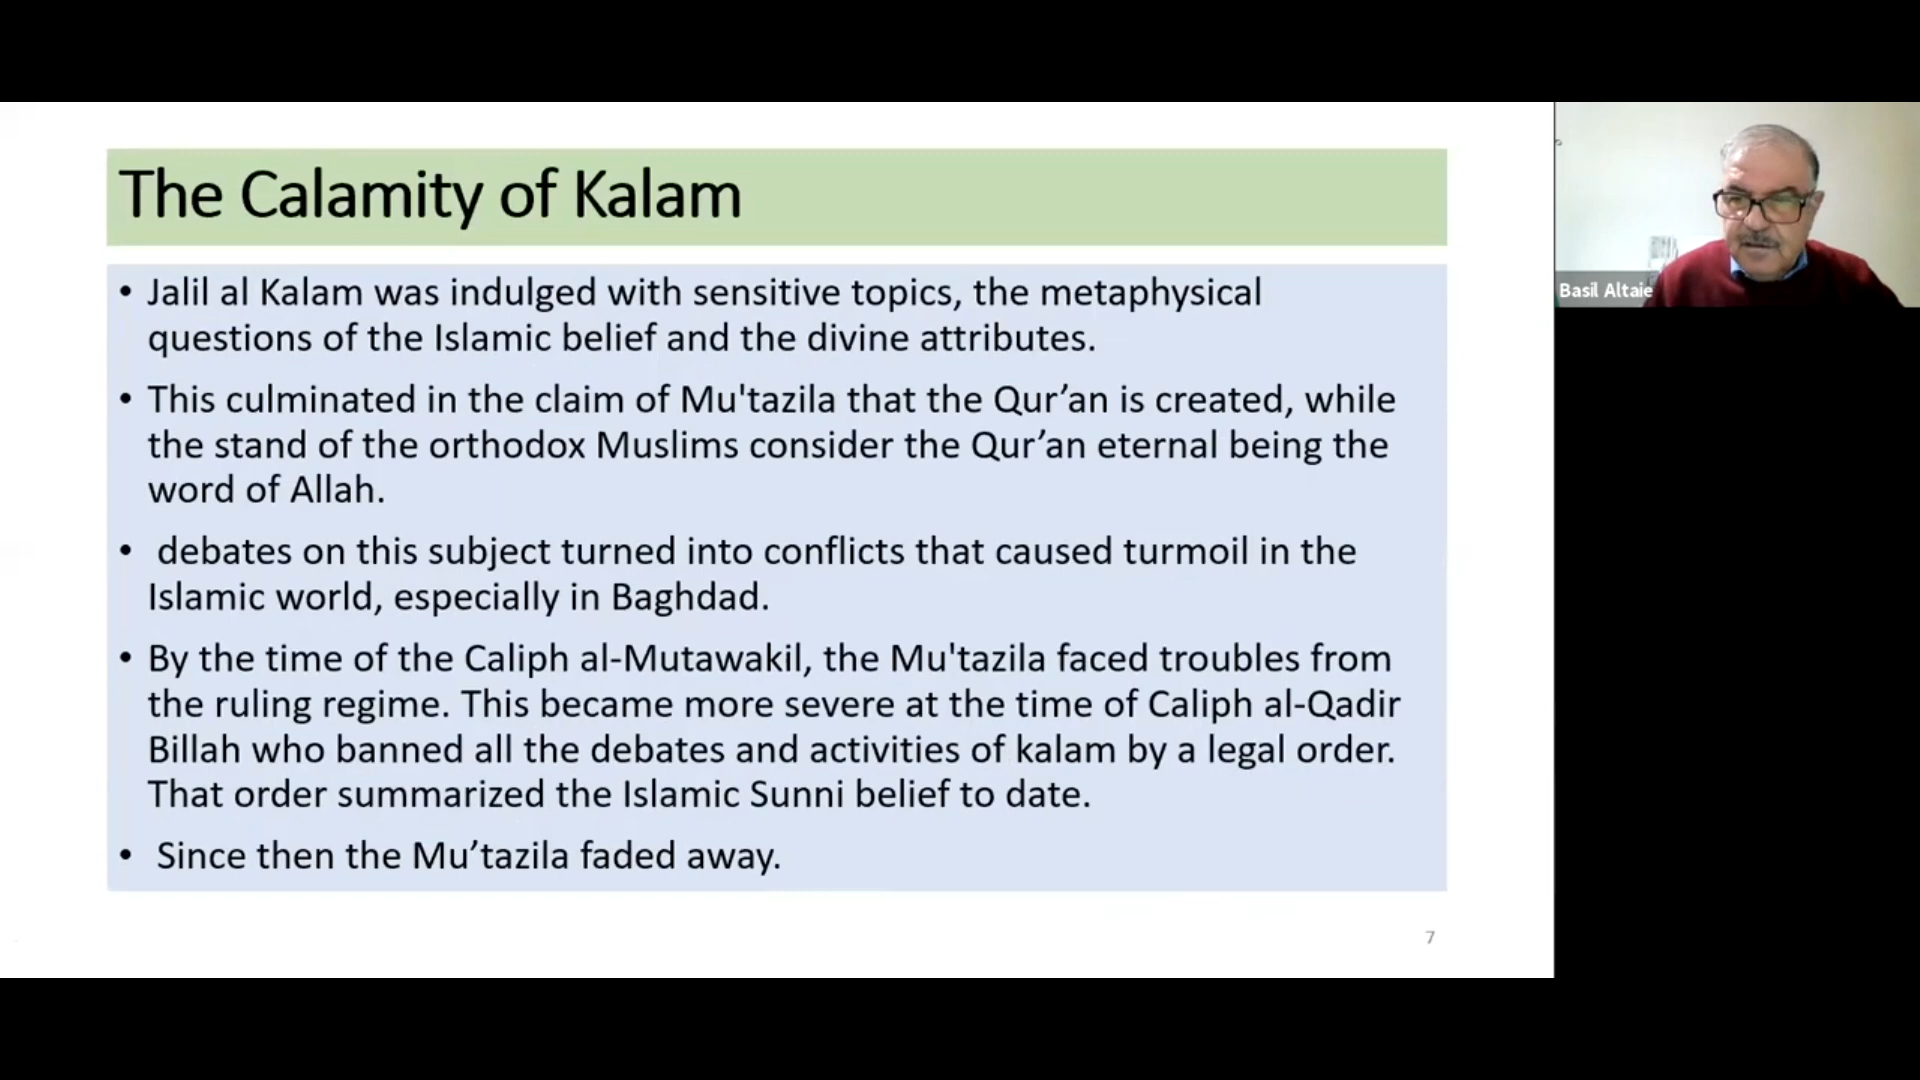 The Calamity of Kalam
• Jalil al Kalam was indulged with sensitive topics, the metaphysical
questions of the Islamic belief and the divine attributes.
• This culminated in the claim of Mu'tazila that the Qur’an is created, while
the stand of the orthodox Muslims consider the Qur’an eternal being the
word of Allah.
• debates on this subject turned into conflicts that caused turmoil in the
Islamic world, especially in Baghdad.
• By the time of the Caliph al-Mutawakil, the Mu'tazila faced troubles from
the ruling regime. This became more severe at the time of Caliph al-Qadir
Billah who banned all the debates and activities of kalam by a legal order.
That order summarized the Islamic Sunni belief to date.
• Since then the Mu’tazila faded away.
7
Basil Altaie